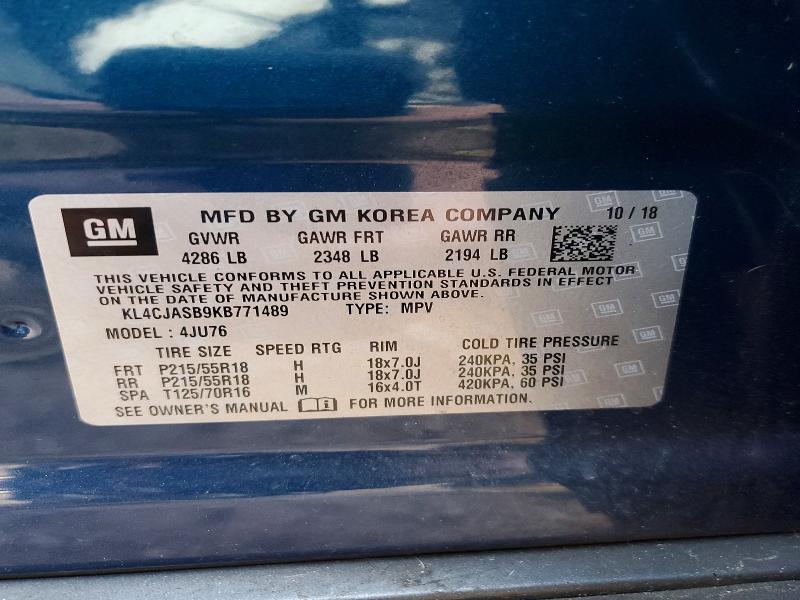 GM MFD BY GM KOREA COMPANY 10 / 18
GVWR GAWR FRT GAWR RR
4286 LB 2348 LB 2194 LB
THIS VEHICLE CONFORMS TO ALL APPLICABLE U.S. FEDERAL MOTOR
VEHICLE SAFETY AND THEFT PREVENTION STANDARDS IN EFFECT
ON THE DATE OF MANUFACTURE SHOWN ABOVE.
KL4CJASB9KB771489 TYPE: MPV
MODEL : 4JU76
TIRE SIZE SPEED RTG RIM COLD TIRE PRESSURE
FRT P215/55R18 H 18x7.0J 240KPA, 35 PSI
RR P215/55R18 H 18x7.0J 240KPA, 35 PSI
SPA T125/70R16 M 16x4.0T 420KPA, 60 PSI
SEE OWNER'S MANUAL FOR MORE INFORMATION.